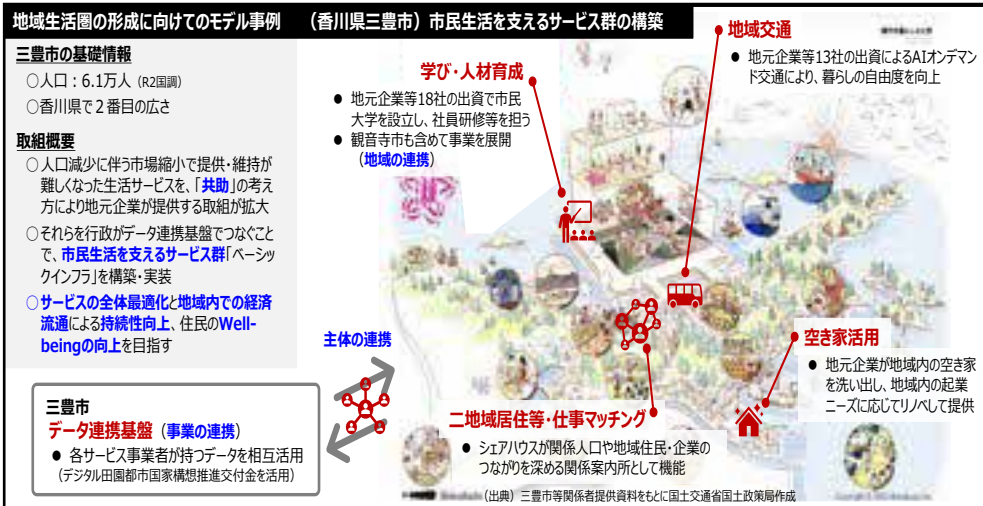 地域生活圏の形成に向けてのモデル事例　（香川県三豊市）市民生活を支えるサービス群の構築
三豊市の基礎情報
○人口：6.1万人（R2国調）
○香川県で２番目の広さ
取組概要
○人口減少に伴う市場縮小で提供・維持が
難しくなった生活サービスを、「共助」の考え
方により地元企業が提供する取組が拡大
○それらを行政がデータ連携基盤でつなぐこと
で、市民生活を支えるサービス群「ベーシッ
クインフラ」を構築・実装
○サービスの全体最適化と地域内での経済
流通による持続性向上、住民のWell-
beingの向上を目指す
三豊市
データ連携基盤（事業の連携）
● 各サービス事業者が持つデータを相互活用
（デジタル田園都市国家構想推進交付金を活用）
主体の連携
学び・人材育成
● 地元企業等18社の出資で市民
大学を設立し、社員研修等を担う
● 観音寺市も含めて事業を展開
（地域の連携）
地域交通
● 地元企業等13社の出資によるAIオンデマン
ド交通により、暮らしの自由度を向上
空き家活用
● 地元企業が地域内の空き家
を洗い出し、地域内の起業
ニーズに応じてリノベして提供
二地域居住等・仕事マッチング
● シェアハウスが関係人口や地域住民・企業の
つながりを深める関係案内所として機能
（出典）三豊市等関係者提供資料をもとに国土交通省国土政策局作成